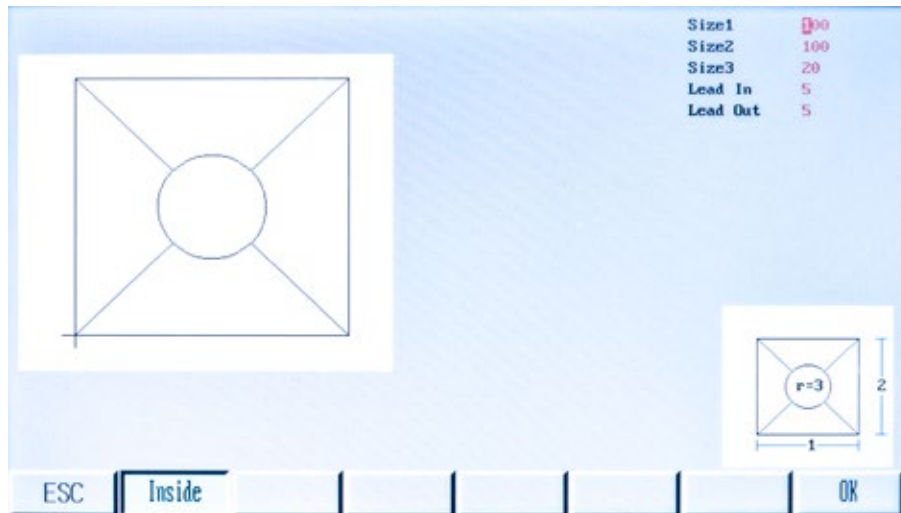 Size1 100
Size2 100
Size3 20
Lead In 5
Lead Out 5
r=3
2
1
ESC
Inside
OK